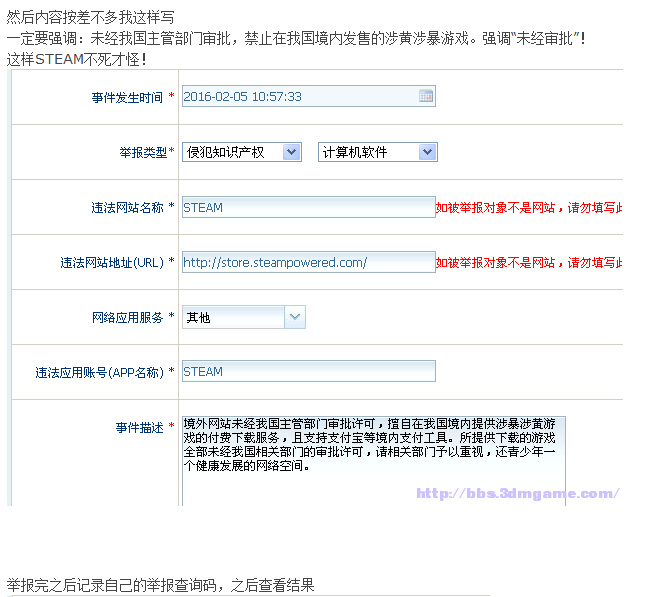 然后内容按差不多我这样写
一定要强调：未经我国主管部门审批，禁止在我国境内发售的涉黄涉暴游戏。强调“未经审批”！
这样STEAM不死才怪！
事件发生时间 * 2016-02-05 10:57:33
举报类型* 侵犯知识产权 计算机软件
违法网站名称 * STEAM 如被举报对象不是网站，请勿填写
违法网站地址(URL) * http://store.steampowered.com/ 如被举报对象不是网站，请勿填写
网络应用服务 * 其他
违法应用账号(APP名称) * STEAM
事件描述 * 境外网站未经我国主管部门审批许可，擅自在我国境内提供涉暴涉黄游
戏的付费下载服务，且支持支付宝等境内支付工具。所提供下载的游戏
全部未经我国相关部门的审批许可，请相关部门予以重视，还青少年一
个健康发展的网络空间。
http://bbs.3dmgame.com/
举报完之后记录自己的举报查询码，之后查看结果